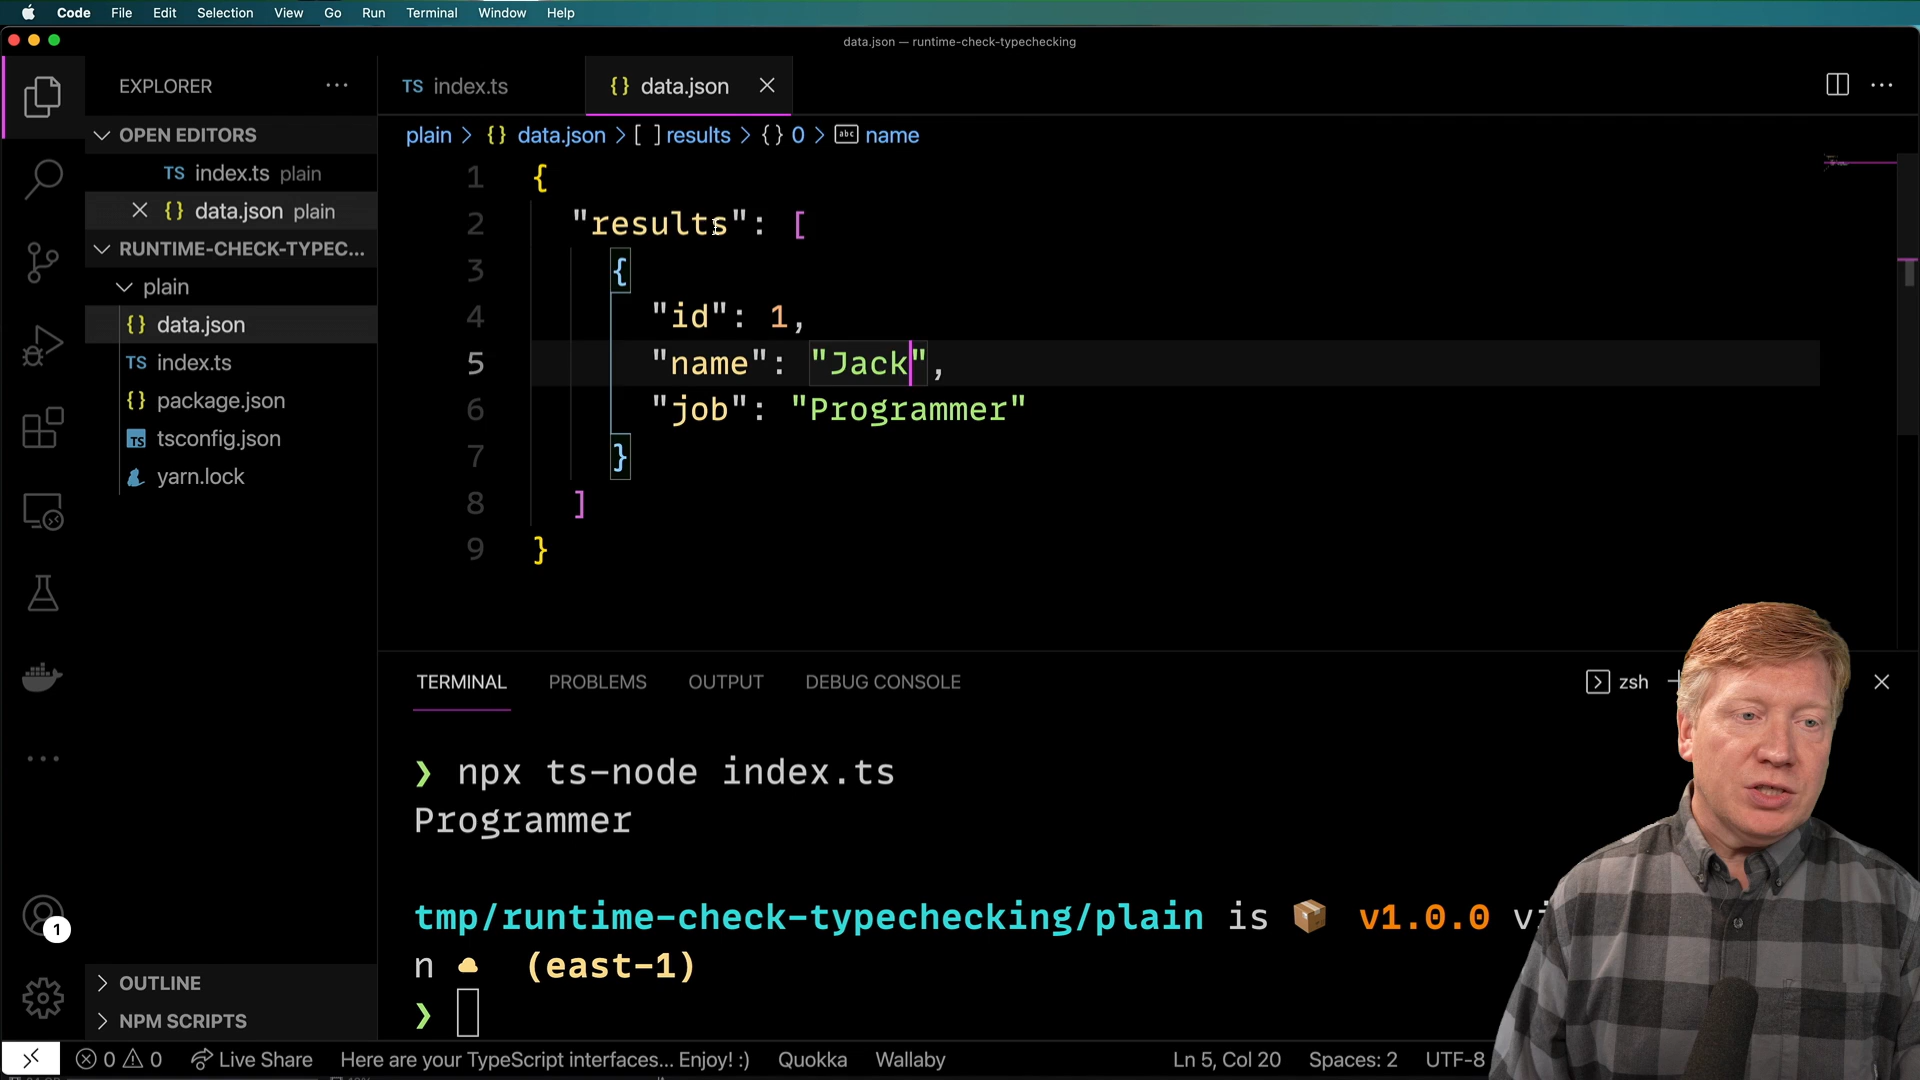 Code File Edit Selection View Go Run Terminal Window Help
data.json — runtime-check-typechecking
EXPLORER
OPEN EDITORS
TS index.ts plain
{} data.json plain
RUNTIME-CHECK-TYPEC...
plain
{} data.json
TS index.ts
{} package.json
TS tsconfig.json
yarn.lock
OUTLINE
NPM SCRIPTS
1
TS index.ts {} data.json
plain > {} data.json > [ ] results > {} 0 > abc name
1 {
2 "results": [
3 {
4 "id": 1,
5 "name": "Jack",
6 "job": "Programmer"
7 }
8 ]
9 }
TERMINAL PROBLEMS OUTPUT DEBUG CONSOLE zsh
❯ npx ts-node index.ts
Programmer
tmp/runtime-check-typechecking/plain is 📦 v1.0.0 vi
n (east-1)
❯
0 0 Live Share Here are your TypeScript interfaces... Enjoy! :) Quokka Wallaby Ln 5, Col 20 Spaces: 2 UTF-8